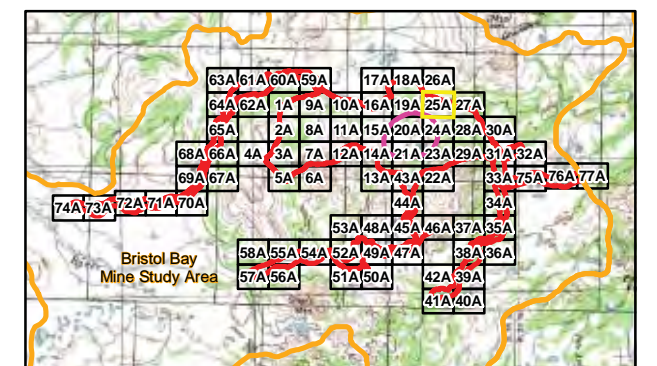 63A 61A 60A 59A 17A 18A 26A
64A 62A 1A 9A 10A 16A 19A 25A 27A
65A 2A 8A 11A 15A 20A 24A 28A 30A
68A 66A 4A 3A 7A 12A 14A 21A 23A 29A 31A 32A
69A 67A 5A 6A 13A 43A 22A 33A 75A 76A 77A
74A 73A 72A 71A 70A 44A 34A
53A 48A 45A 46A 37A 35A
58A 55A 54A 52A 49A 47A 38A 36A
57A 56A 51A 50A 42A 39A
41A 40A
Bristol Bay
Mine Study Area